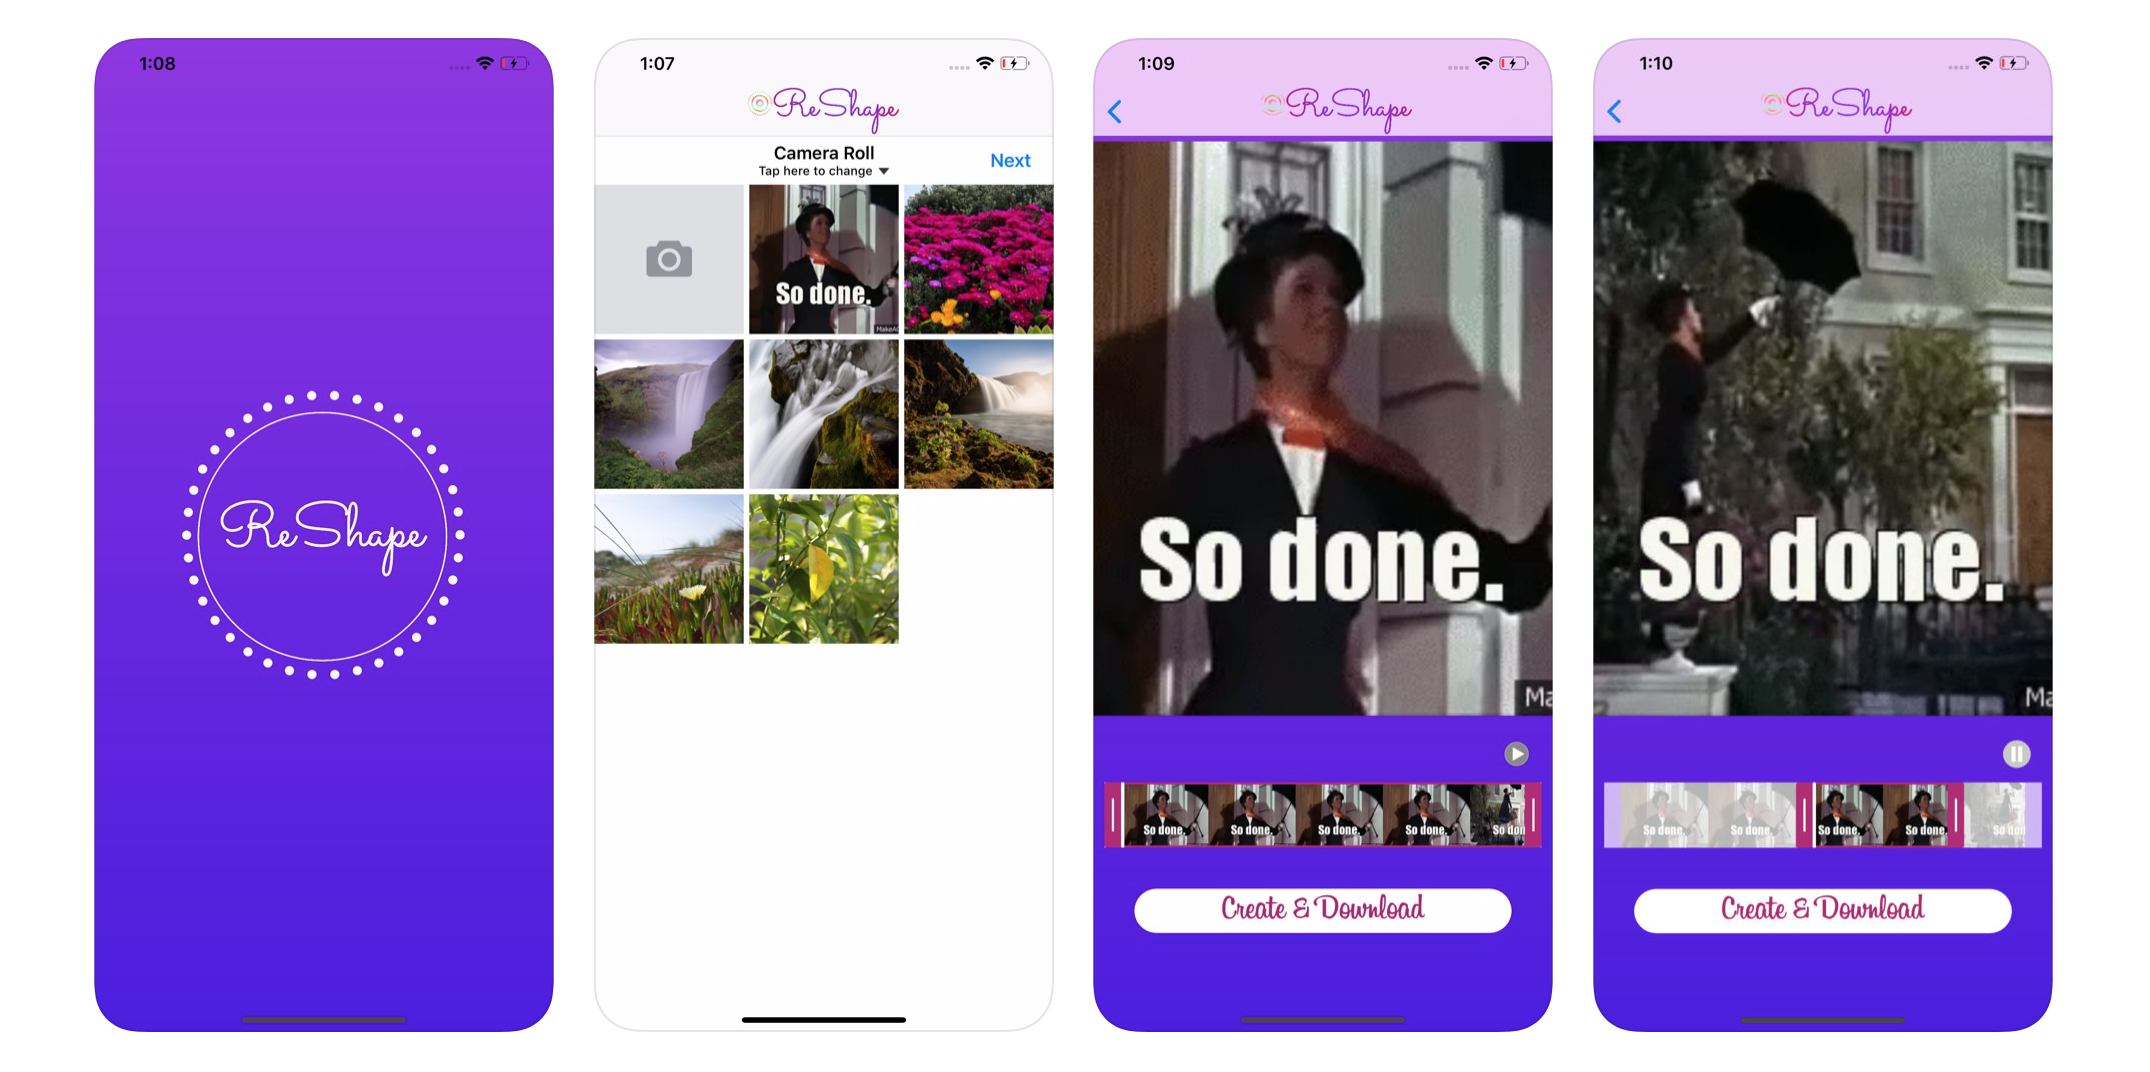 1:08
ReShape
1:07
ReShape
Camera Roll
Tap here to change
Next
So done.
1:09
ReShape
So done.
Ma
So done.
So done.
So done.
So done.
So don
Create & Download
1:10
ReShape
So done.
Ma
So done.
So done.
So done.
So done.
So don
Create & Download